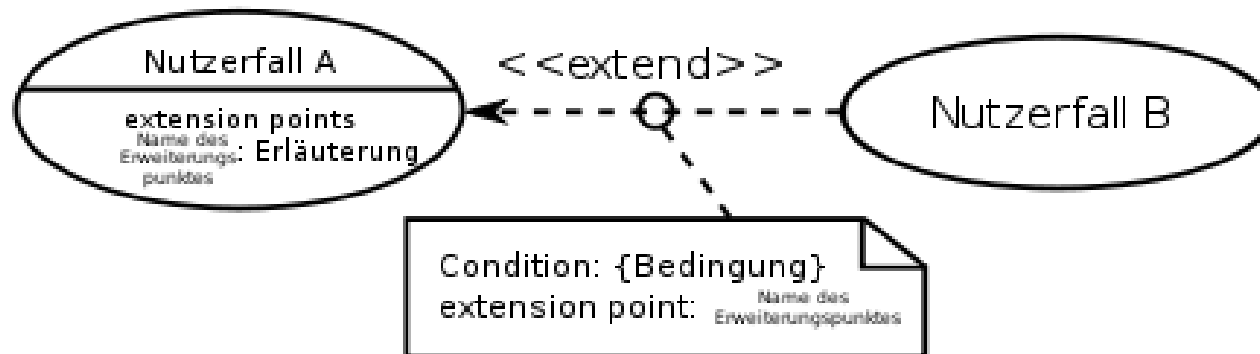 Nutzerfall A
extension points
Name des
Erweiterungs
punktes
: Erläuterung
<<extend>>
Nutzerfall B
Condition: {Bedingung}
extension point:
Name des
Erweiterungspunktes